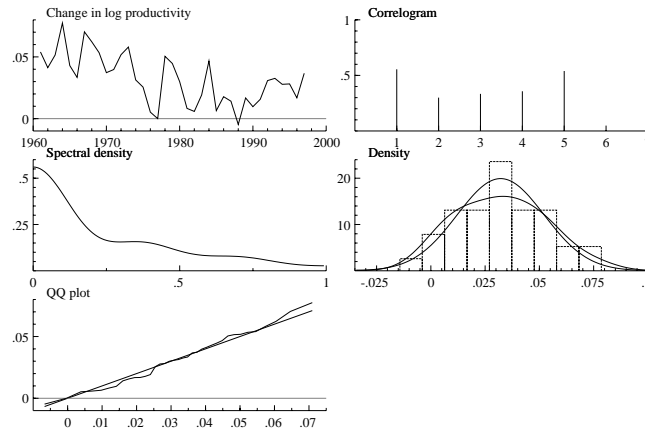 Change in log productivity
.05
0
1960 1970 1980 1990 2000
Correlogram
1
.5
1 2 3 4 5 6
Spectral density
.5
.25
0 .5 1
Density
20
10
-.025 0 .025 .05 .075
QQ plot
.05
0
0 .01 .02 .03 .04 .05 .06 .07